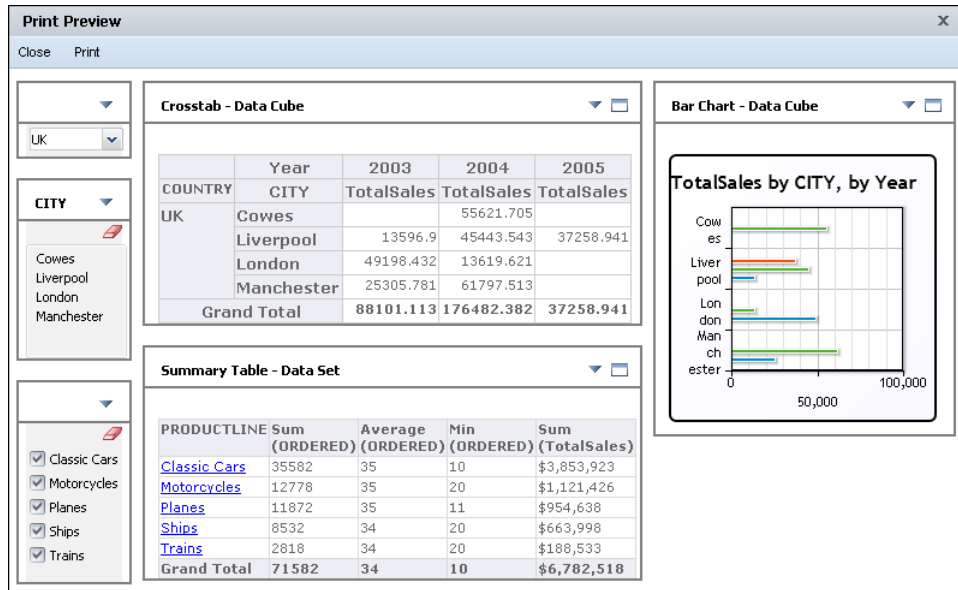 Print Preview x
Close Print
UK
CITY
Cowes
Liverpool
London
Manchester
Classic Cars
Motorcycles
Planes
Ships
Trains
Crosstab - Data Cube
Year 2003 2004 2005
COUNTRY CITY TotalSales TotalSales TotalSales
UK Cowes 55621.705
Liverpool 13596.9 45443.543 37258.941
London 49198.432 13619.621
Manchester 25305.781 61797.513
Grand Total 88101.113 176482.382 37258.941
Summary Table - Data Set
PRODUCTLINE Sum Average Min Sum
(ORDERED) (ORDERED) (ORDERED) (TotalSales)
Classic Cars 35582 35 10 $3,853,923
Motorcycles 12778 35 20 $1,121,426
Planes 11872 35 11 $954,638
Ships 8532 34 20 $663,998
Trains 2818 34 20 $188,533
Grand Total 71582 34 10 $6,782,518
Bar Chart - Data Cube
TotalSales by CITY, by Year
Cow
es
Liver
pool
Lon
don
Man
ch
ester
0 100,000
50,000